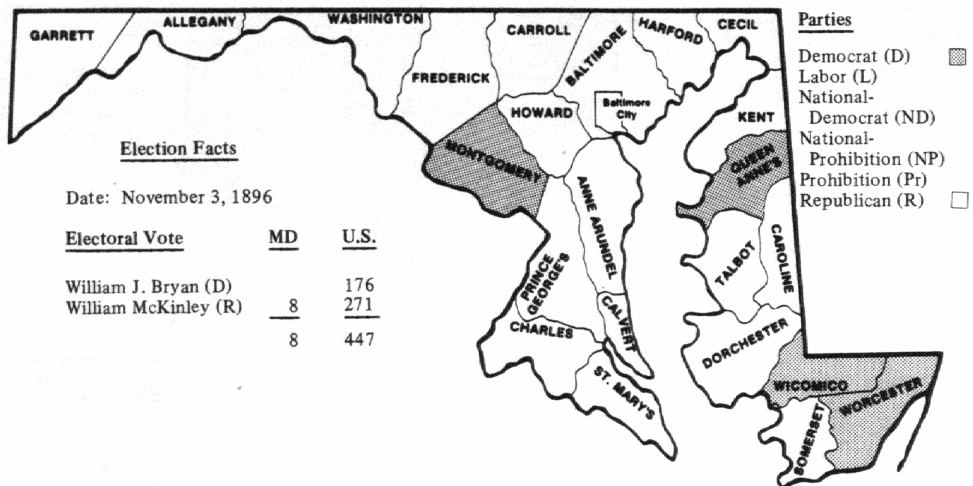 GARRETT
ALLEGANY
WASHINGTON
FREDERICK
CARROLL
BALTIMORE
HARFORD
CECIL
HOWARD
Baltimore
City
KENT
MONTGOMERY
QUEEN
ANNE'S
ANNE ARUNDEL
PRINCE
GEORGE'S
TALBOT
CAROLINE
CALVERT
CHARLES
ST. MARY'S
DORCHESTER
WICOMICO
WORCESTER
SOMERSET
Election Facts
Date: November 3, 1896
Electoral Vote MD U.S.
William J. Bryan (D) 176
William McKinley (R) 8 271
8 447
Parties
Democrat (D)
Labor (L)
National-
Democrat (ND)
National-
Prohibition (NP)
Prohibition (Pr)
Republican (R)